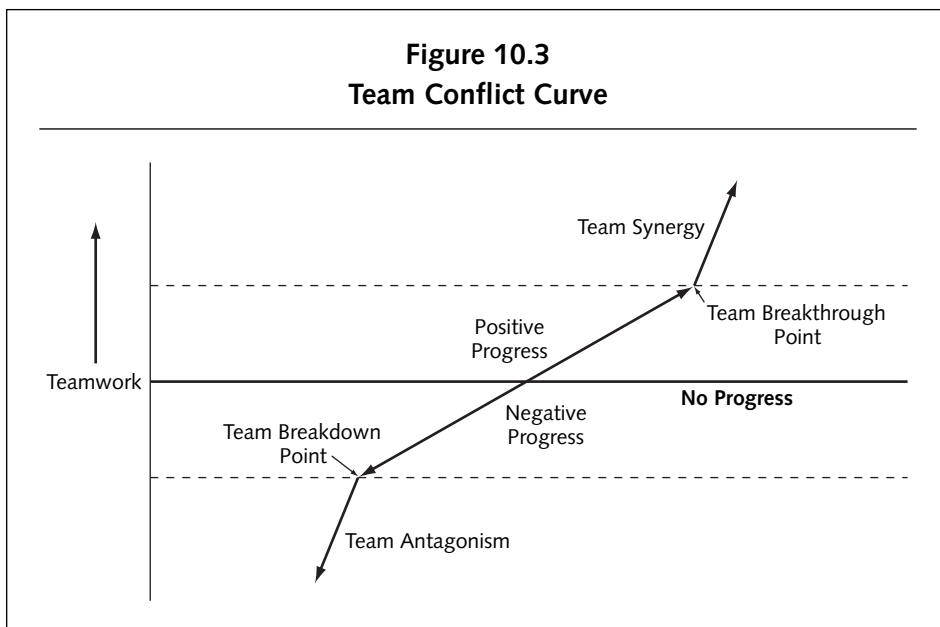 Figure 10.3
Team Conflict Curve
Team Synergy
Team Breakthrough
Point
Positive
Progress
Teamwork
No Progress
Negative
Progress
Team Breakdown
Point
Team Antagonism